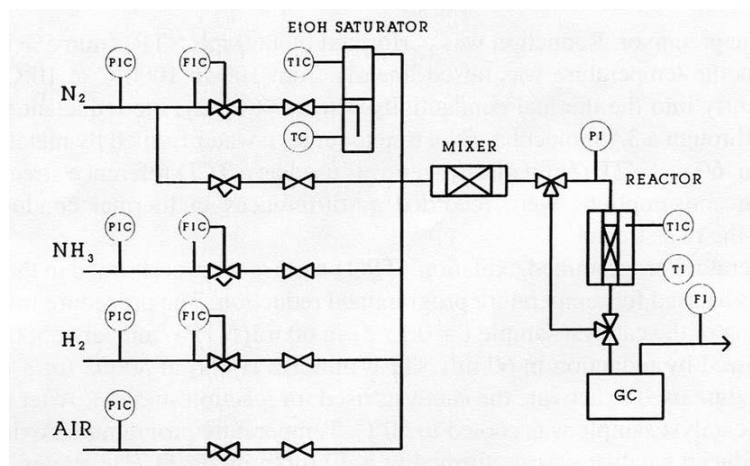 EtOH SATURATOR
PIC
FIC
TIC
N₂
TC
PI
MIXER
REACTOR
PIC
FIC
TIC
NH₃
TI
FI
PIC
FIC
H₂
PIC
GC
AIR